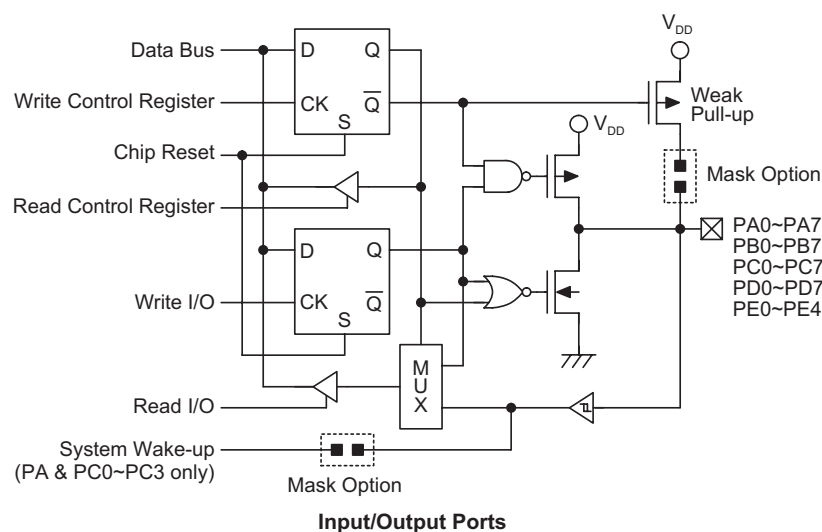 V_DD
Data Bus
D
Q
Write Control Register
CK
Q̅
S
Weak
Pull-up
V_DD
Chip Reset
Mask Option
Read Control Register
PA0~PA7
PB0~PB7
PC0~PC7
PD0~PD7
PE0~PE4
D
Q
Write I/O
CK
Q̅
S
MUX
Read I/O
System Wake-up
(PA & PC0~PC3 only)
Mask Option
Input/Output Ports